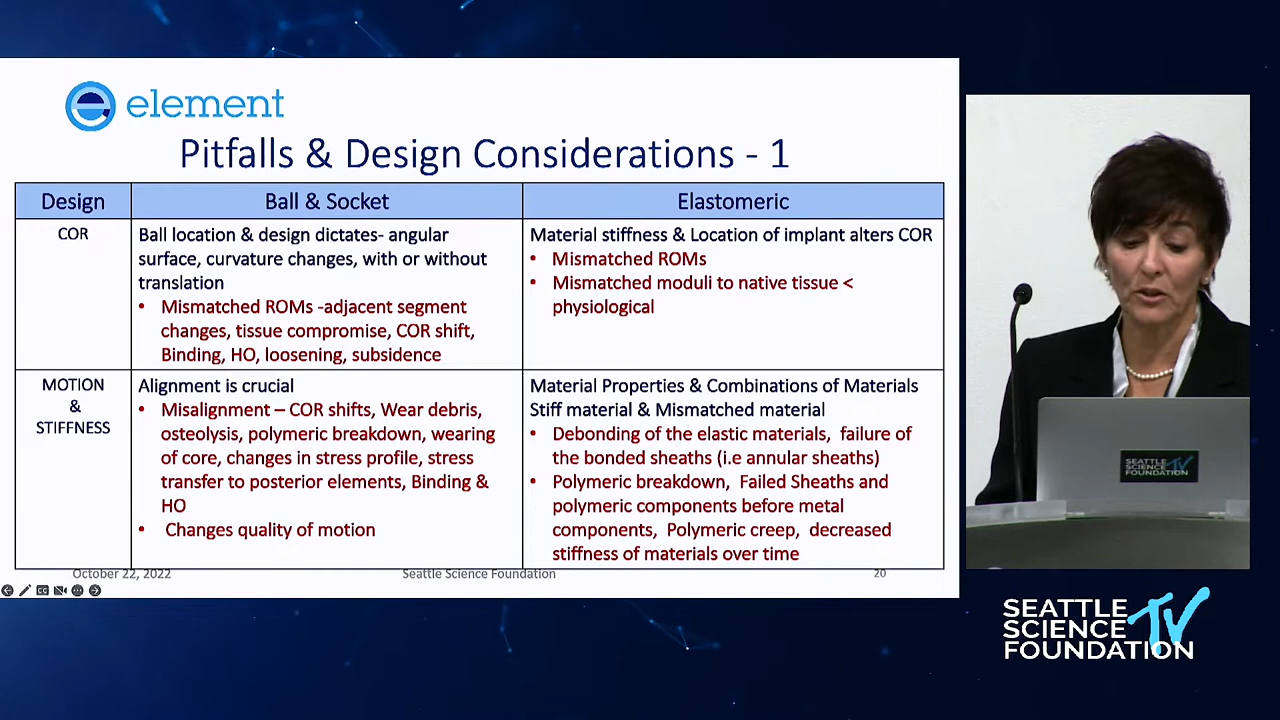 element
Pitfalls & Design Considerations - 1
Design
Ball & Socket
Elastomeric
COR
Ball location & design dictates- angular
surface, curvature changes, with or without
translation
• Mismatched ROMs -adjacent segment
changes, tissue compromise, COR shift,
Binding, HO, loosening, subsidence
Material stiffness & Location of implant alters COR
• Mismatched ROMs
• Mismatched moduli to native tissue <
physiological
MOTION
&
STIFFNESS
Alignment is crucial
• Misalignment – COR shifts, Wear debris,
osteolysis, polymeric breakdown, wearing
of core, changes in stress profile, stress
transfer to posterior elements, Binding &
HO
• Changes quality of motion
Material Properties & Combinations of Materials
Stiff material & Mismatched material
• Debonding of the elastic materials, failure of
the bonded sheaths (i.e annular sheaths)
• Polymeric breakdown, Failed Sheaths and
polymeric components before metal
components, Polymeric creep, decreased
stiffness of materials over time
October 22, 2022
Seattle Science Foundation
20
SEATTLE
SCIENCE TV
FOUNDATION
SEATTLE
SCIENCE TV
FOUNDATION